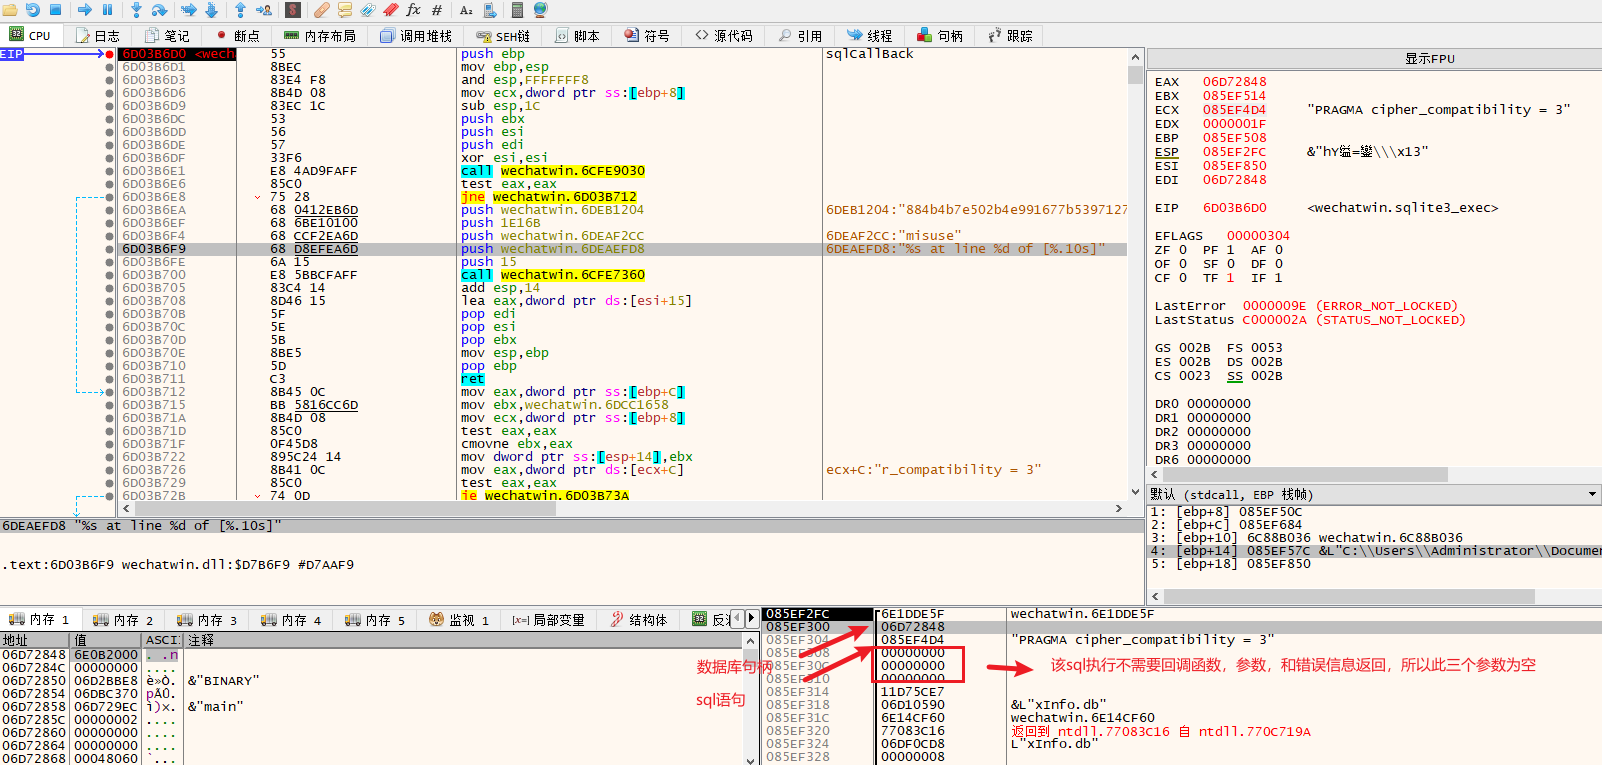 CPU 日志 笔记 断点 内存布局 调用堆栈 SEH链 脚本 符号 源代码 引用 线程 句柄 跟踪
EIP 6D03B6D0 <wech 55 push ebp sqlCallBack
6D03B6D1 8BEC mov ebp,esp
6D03B6D3 83E4 F8 and esp,FFFFFFF8
6D03B6D6 8B4D 08 mov ecx,dword ptr ss:[ebp+8]
6D03B6D9 83EC 1C sub esp,1C
6D03B6DC 53 push ebx
6D03B6DD 56 push esi
6D03B6DE 57 push edi
6D03B6DF 33F6 xor esi,esi
6D03B6E1 E8 4AD9FAFF call wechatwin.6CFE9030
6D03B6E6 85C0 test eax,eax
6D03B6E8 75 28 jne wechatwin.6D03B712
6D03B6EA 68 0412EB6D push wechatwin.6DEB1204 6DEB1204:"884b4b7e502b4e991677b5397127
6D03B6EF 68 6BE10100 push 1E16B
6D03B6F4 68 CCF2EA6D push wechatwin.6DEAF2CC 6DEAF2CC:"misuse"
6D03B6F9 68 D8EFEA6D push wechatwin.6DEAEFD8 6DEAEFD8:"%s at line %d of [%.10s]"
6D03B6FE 6A 15 push 15
6D03B700 E8 5BBCFAFF call wechatwin.6CFE7360
6D03B705 83C4 14 add esp,14
6D03B708 8D46 15 lea eax,dword ptr ds:[esi+15]
6D03B70B 5F pop edi
6D03B70C 5E pop esi
6D03B70D 5B pop ebx
6D03B70E 8BE5 mov esp,ebp
6D03B710 5D pop ebp
6D03B711 C3 ret
6D03B712 8B45 0C mov eax,dword ptr ss:[ebp+C]
6D03B715 BB 5816CC6D mov ebx,wechatwin.6DCC1658
6D03B71A 8B4D 08 mov ecx,dword ptr ss:[ebp+8]
6D03B71D 85C0 test eax,eax
6D03B71F 0F45D8 cmovne ebx,eax
6D03B722 895C24 14 mov dword ptr ss:[esp+14],ebx
6D03B726 8B41 0C mov eax,dword ptr ds:[ecx+C] ecx+C:"r_compatibility = 3"
6D03B729 85C0 test eax,eax
6D03B72B 74 0D je wechatwin.6D03B73A
6DEAEFD8 "%s at line %d of [%.10s]"
.text:6D03B6F9 wechatwin.dll:$D7B6F9 #D7AAF9
显示FPU
EAX 06D72848
EBX 085EF514
ECX 085EF4D4 "PRAGMA cipher_compatibility = 3"
EDX 0000001F
EBP 085EF508
ESP 085EF2FC
ESI 085EF850
EDI 06D72848
EIP 6D03B6D0 <wechatwin.sqlite3_exec>
EFLAGS 00000304
ZF 0 PF 1 AF 0
OF 0 SF 0 DF 0
CF 0 TF 1 IF 1
LastError 0000009E (ERROR_NOT_LOCKED)
LastStatus C000002A (STATUS_NOT_LOCKED)
GS 002B FS 0053
ES 002B DS 002B
CS 0023 SS 002B
DR0 00000000
DR1 00000000
DR2 00000000
DR3 00000000
DR6 00000000
默认 (stdcall, EBP 栈帧)
1: [ebp+8] 085EF50C
2: [ebp+C] 085EF684
3: [ebp+10] 6C88B036 wechatwin.6C88B036
4: [ebp+14] 085EF57C &L"C:\\Users\\Administrator\\Docume
5: [ebp+18] 085EF850
内存 1 内存 2 内存 3 内存 4 内存 5 监视 1 局部变量 结构体
地址 值 ASCI 注释
06D72848 6E0B2000 . .n
06D7284C 00000000 ....
06D72850 06D2BBE8 è»Ò. &"BINARY"
06D72854 06DBC370 pÃÛ.
06D72858 06D729EC ì)×. &"main"
06D7285C 00000002 ....
06D72860 00000000 ....
06D72864 00000000 ....
06D72868 00048060 `...
085EF2FC 6E1DDE5F wechatwin.6E1DDE5F
085EF300 06D72848
085EF304 085EF4D4 "PRAGMA cipher_compatibility = 3"
085EF308 00000000
085EF30C 00000000
085EF310 00000000
085EF314 11D75CE7
085EF318 06D10590 &L"xInfo.db"
085EF31C 6E14CF60 wechatwin.6E14CF60
085EF320 77083C16 返回到 ntdll.77083C16 自 ntdll.770C719A
085EF324 06DF0CD8 L"xInfo.db"
085EF328 00000008
数据库句柄
sql语句
该sql执行不需要回调函数，参数，和错误信息返回，所以此三个参数为空